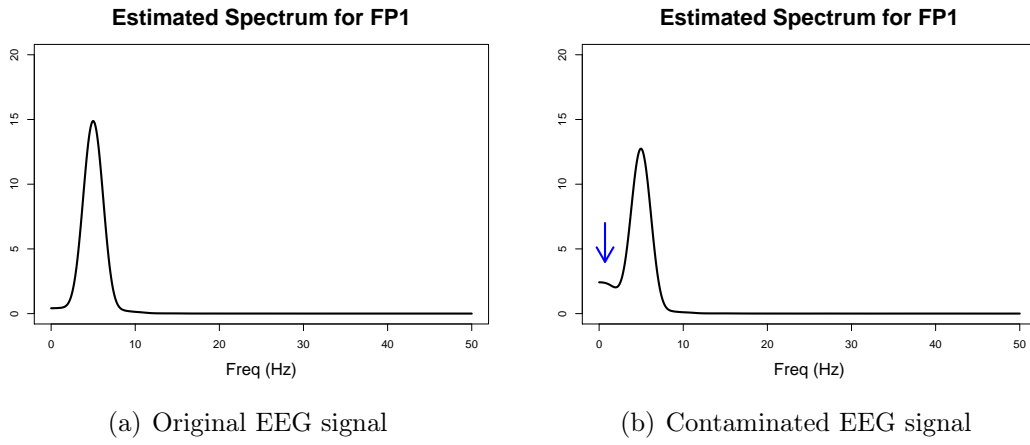 Estimated Spectrum for FP1
20
15
10
5
0
0 10 20 30 40 50
Freq (Hz)
(a) Original EEG signal
Estimated Spectrum for FP1
20
15
10
5
0
0 10 20 30 40 50
Freq (Hz)
(b) Contaminated EEG signal